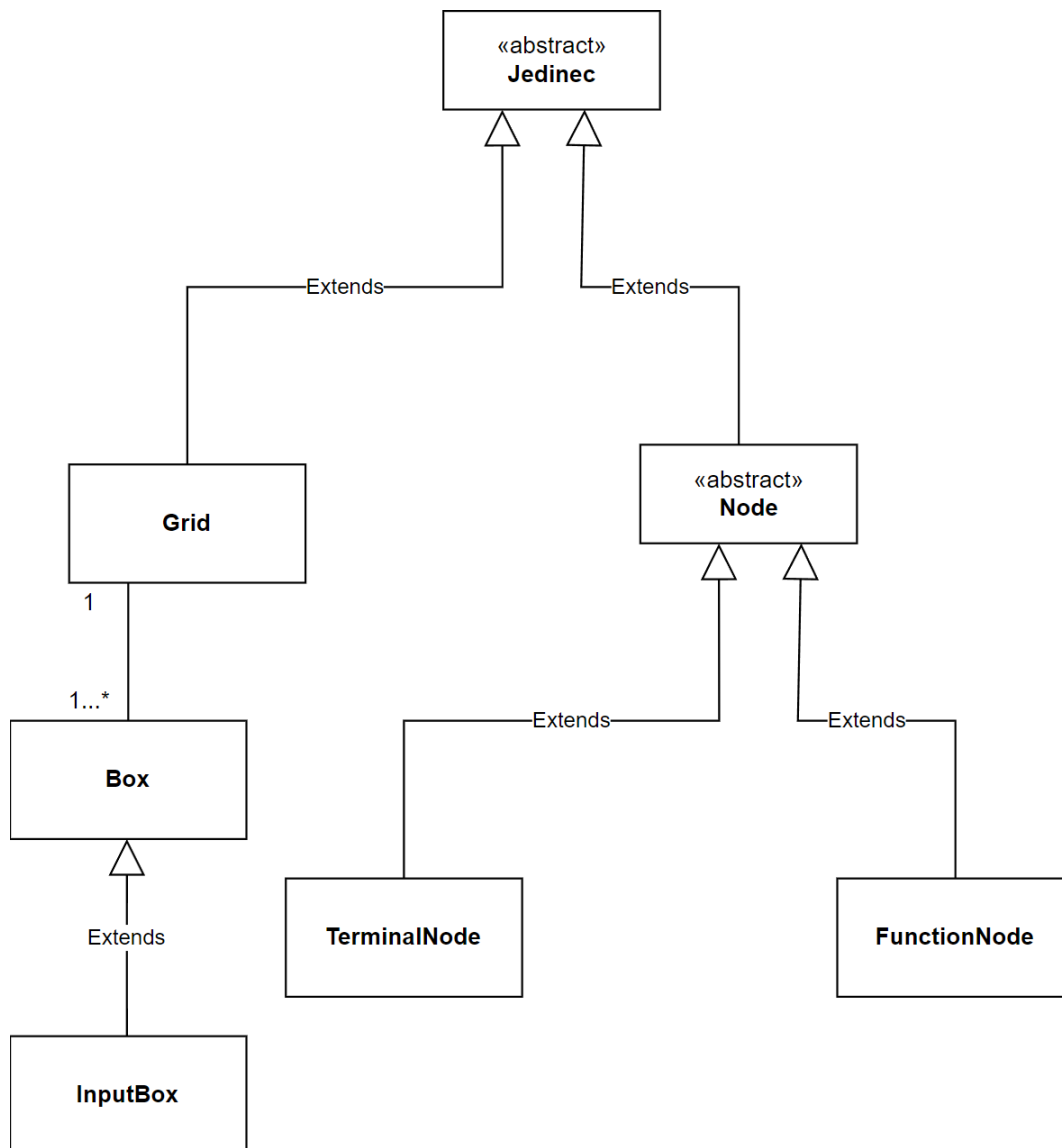 «abstract»
Jedinec
Extends
Extends
Grid
«abstract»
Node
1
1...*
Extends
Extends
Box
TerminalNode
FunctionNode
Extends
InputBox